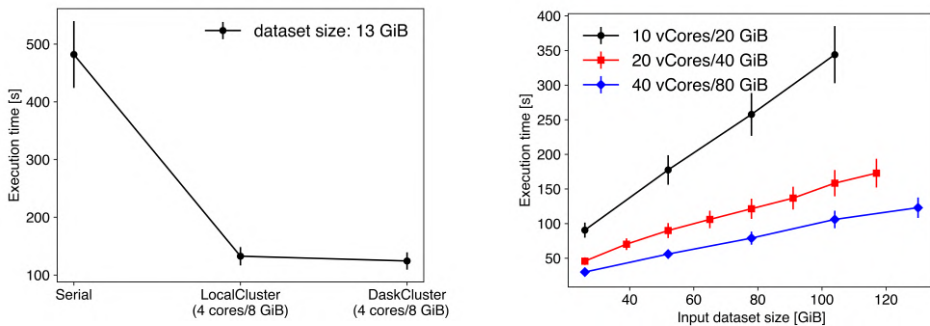 dataset size: 13 GiB
Execution time [s]
500
400
300
200
100
Serial
LocalCluster
(4 cores/8 GiB)
DaskCluster
(4 cores/8 GiB)
10 vCores/20 GiB
20 vCores/40 GiB
40 vCores/80 GiB
Execution time [s]
400
350
300
250
200
150
100
50
40
60
80
100
120
Input dataset size [GiB]